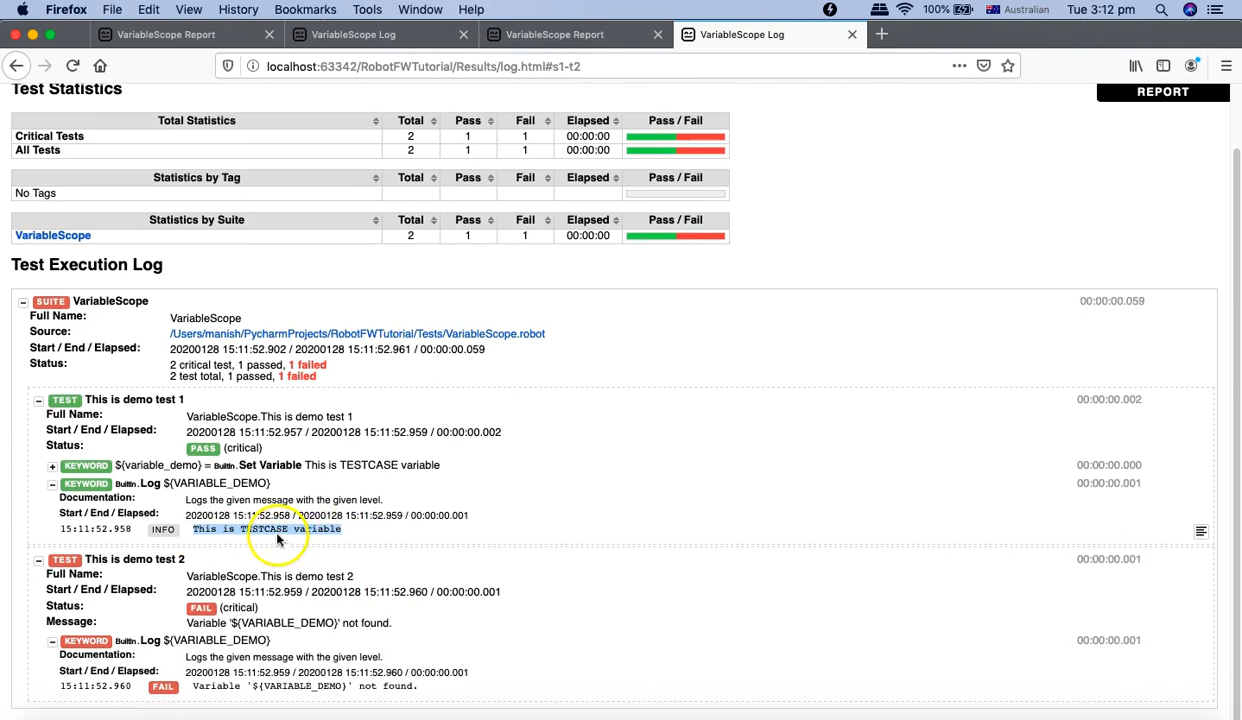 Firefox File Edit View History Bookmarks Tools Window Help 100% Australian Tue 3:12 pm
VariableScope Report VariableScope Log VariableScope Report VariableScope Log
localhost:63342/RobotFWTutorial/Results/log.html#s1-t2
Test Statistics
REPORT
Total Statistics Total Pass Fail Elapsed Pass / Fail
Critical Tests 2 1 1 00:00:00
All Tests 2 1 1 00:00:00
Statistics by Tag Total Pass Fail Elapsed Pass / Fail
No Tags
Statistics by Suite Total Pass Fail Elapsed Pass / Fail
VariableScope 2 1 1 00:00:00
Test Execution Log
SUITE VariableScope 00:00:00.059
Full Name: VariableScope
Source: /Users/manish/PycharmProjects/RobotFWTutorial/Tests/VariableScope.robot
Start / End / Elapsed: 20200128 15:11:52.902 / 20200128 15:11:52.961 / 00:00:00.059
Status: 2 critical test, 1 passed, 1 failed
2 test total, 1 passed, 1 failed
TEST This is demo test 1 00:00:00.002
Full Name: VariableScope.This is demo test 1
Start / End / Elapsed: 20200128 15:11:52.957 / 20200128 15:11:52.959 / 00:00:00.002
Status: PASS (critical)
KEYWORD ${variable_demo} = BuiltIn.Set Variable This is TESTCASE variable 00:00:00.000
KEYWORD BuiltIn.Log ${VARIABLE_DEMO} 00:00:00.001
Documentation: Logs the given message with the given level.
Start / End / Elapsed: 20200128 15:11:52.958 / 20200128 15:11:52.959 / 00:00:00.001
15:11:52.958 INFO This is TESTCASE variable
TEST This is demo test 2 00:00:00.001
Full Name: VariableScope.This is demo test 2
Start / End / Elapsed: 20200128 15:11:52.959 / 20200128 15:11:52.960 / 00:00:00.001
Status: FAIL (critical)
Message: Variable '${VARIABLE_DEMO}' not found.
KEYWORD BuiltIn.Log ${VARIABLE_DEMO} 00:00:00.001
Documentation: Logs the given message with the given level.
Start / End / Elapsed: 20200128 15:11:52.959 / 20200128 15:11:52.960 / 00:00:00.001
15:11:52.960 FAIL Variable '${VARIABLE_DEMO}' not found.